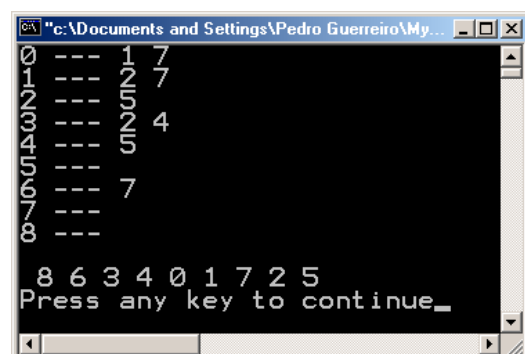 "c:\Documents and Settings\Pedro Guerreiro\My...
0 --- 1 7
1 --- 2 7
2 --- 5
3 --- 2 4
4 --- 5
5 ---
6 --- 7
7 ---
8 ---
8 6 3 4 0 1 7 2 5
Press any key to continue_